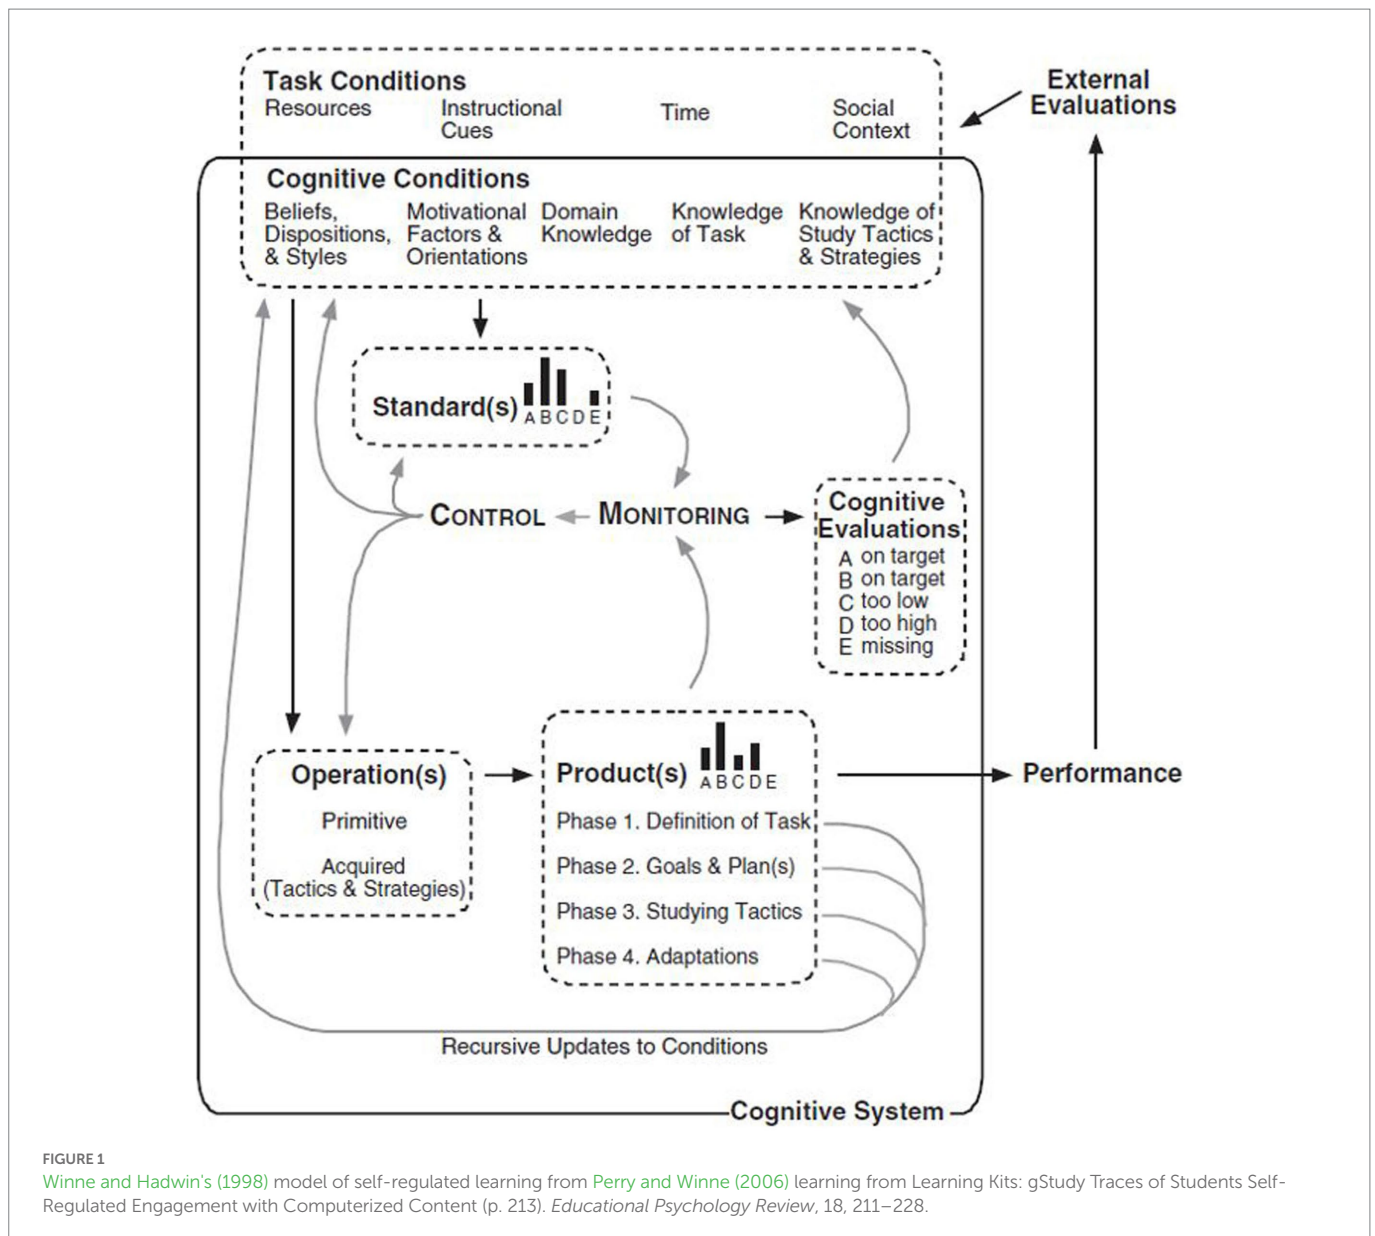 Task Conditions
Resources
Instructional
Cues
Time
Social
Context
External
Evaluations
Cognitive Conditions
Beliefs,
Dispositions,
& Styles
Motivational
Factors &
Orientations
Domain
Knowledge
Knowledge
of Task
Knowledge of
Study Tactics
& Strategies
Standard(s)
A B C D E
CONTROL
MONITORING
Cognitive
Evaluations
A on target
B on target
C too low
D too high
E missing
Operation(s)
Primitive
Acquired
(Tactics & Strategies)
Product(s)
A B C D E
Phase 1. Definition of Task
Phase 2. Goals & Plan(s)
Phase 3. Studying Tactics
Phase 4. Adaptations
Performance
Recursive Updates to Conditions
Cognitive System
FIGURE 1
Winne and Hadwin's (1998) model of self-regulated learning from Perry and Winne (2006) learning from Learning Kits: gStudy Traces of Students Self-
Regulated Engagement with Computerized Content (p. 213). Educational Psychology Review, 18, 211–228.